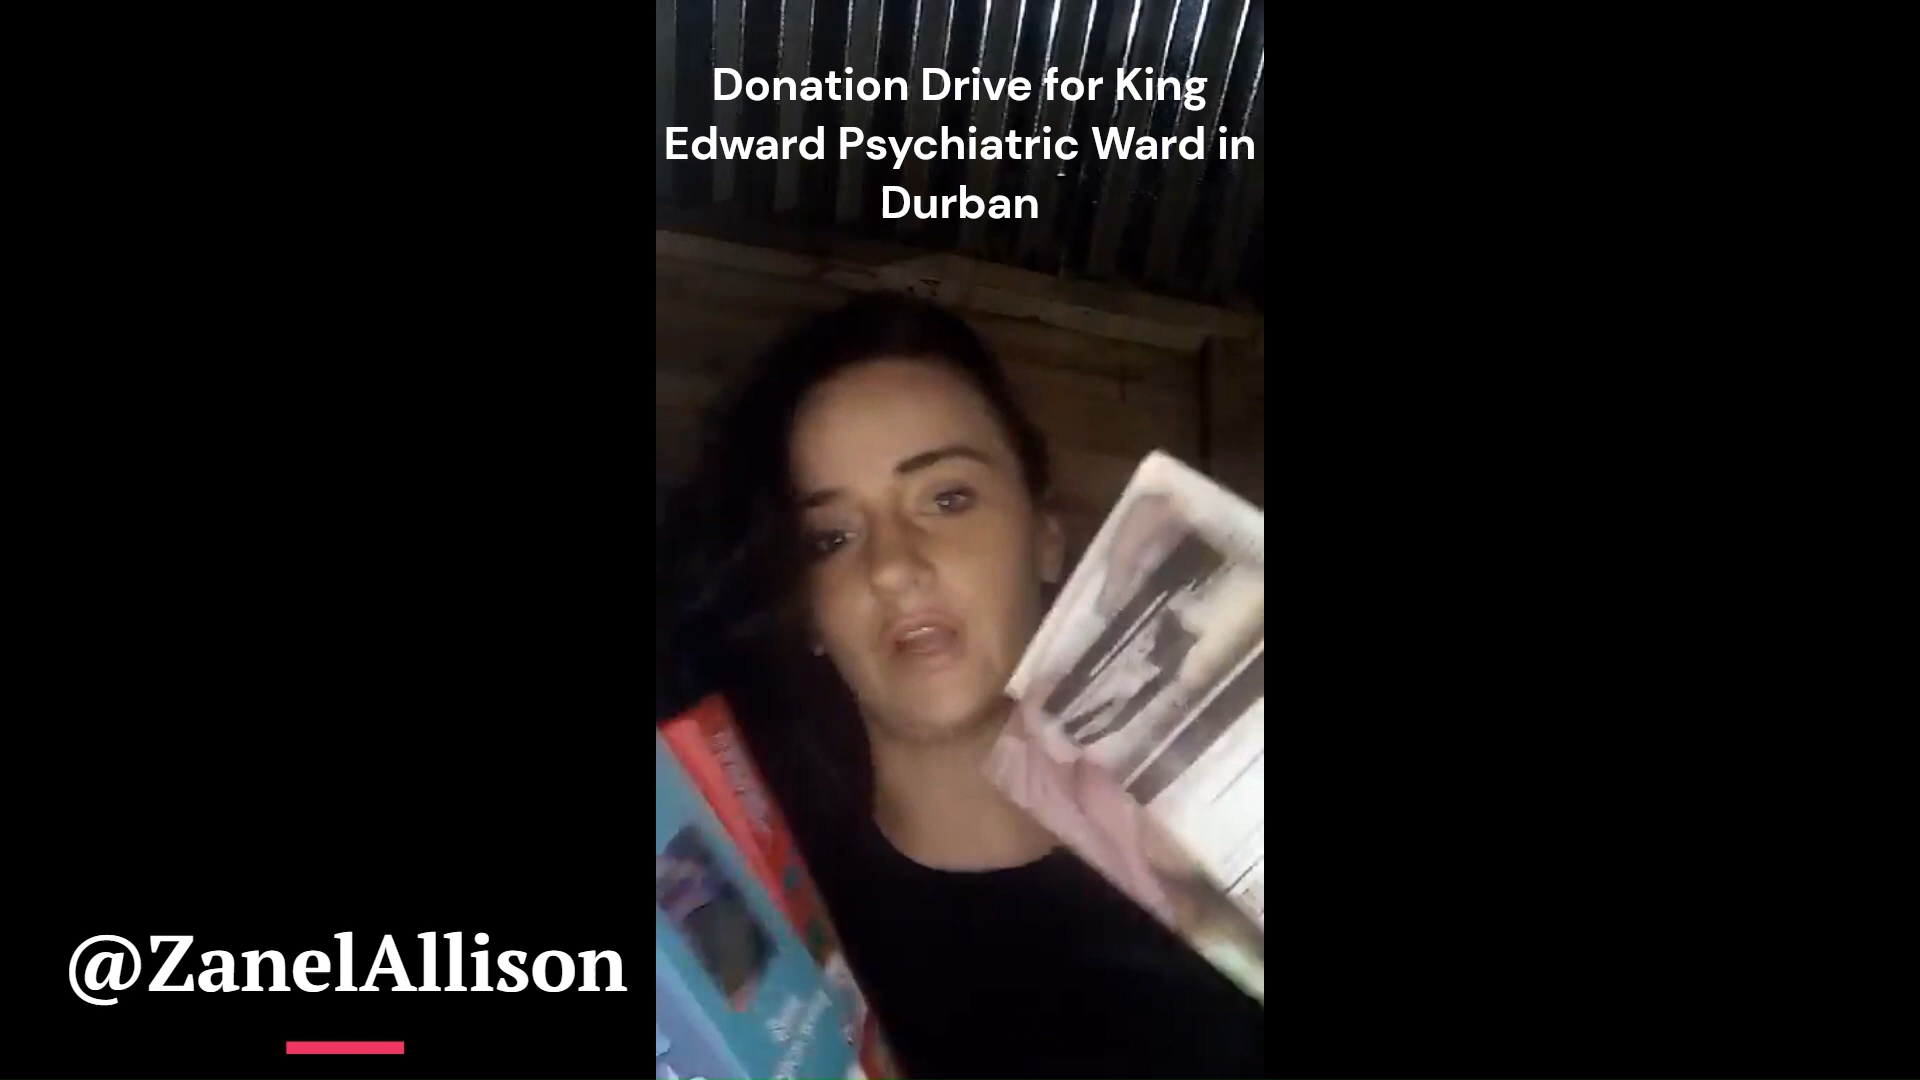 Donation Drive for King
Edward Psychiatric Ward in
Durban
@ZanelAllison